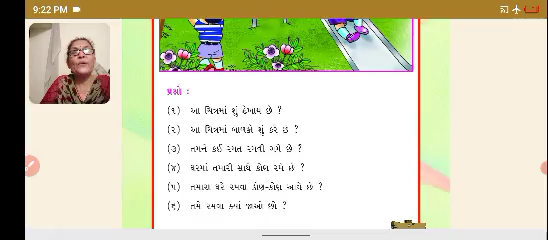 9:22 PM
પ્રશ્નો :
(૧) આ ચિત્રમાં શું દેખાય છે ?
(૨) આ ચિત્રમાં બાળકો શું કરે છે ?
(૩) તમને કઈ રમત રમવી ગમે છે ?
(૪) ઘરમાં તમારી સાથે કોણ રમે છે ?
(૫) તમારા ઘરે રમવા કોણ-કોણ આવે છે ?
(૬) તમે રમવા ક્યાં જાઓ છો ?